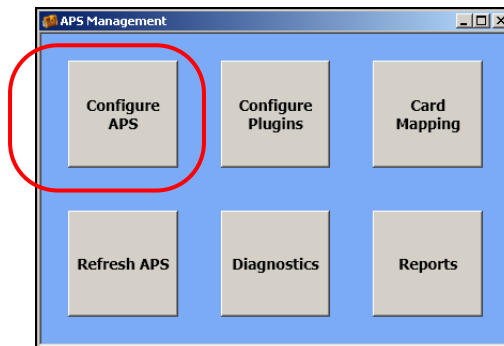 APS Management
Configure
APS
Configure
Plugins
Card
Mapping
Refresh APS
Diagnostics
Reports